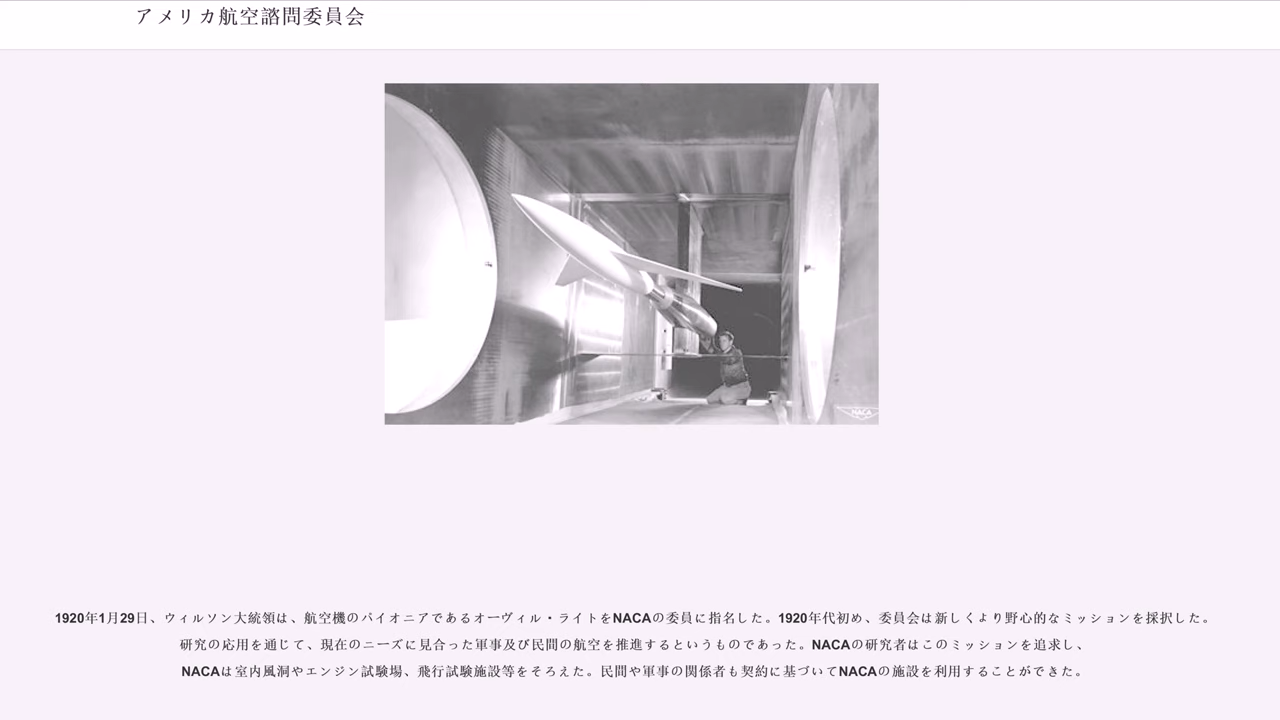 アメリカ航空諮問委員会
NACA
1920年1月29日、ウィルソン大統領は、航空機のパイオニアであるオーヴィル・ライトをNACAの委員に指名した。1920年代初め、委員会は新しくより野心的なミッションを採択した。
研究の応用を通じて、現在のニーズに見合った軍事及び民間の航空を推進するというものであった。NACAの研究者はこのミッションを追求し、
NACAは室内風洞やエンジン試験場、飛行試験施設等をそろえた。民間や軍事の関係者も契約に基づいてNACAの施設を利用することができた。